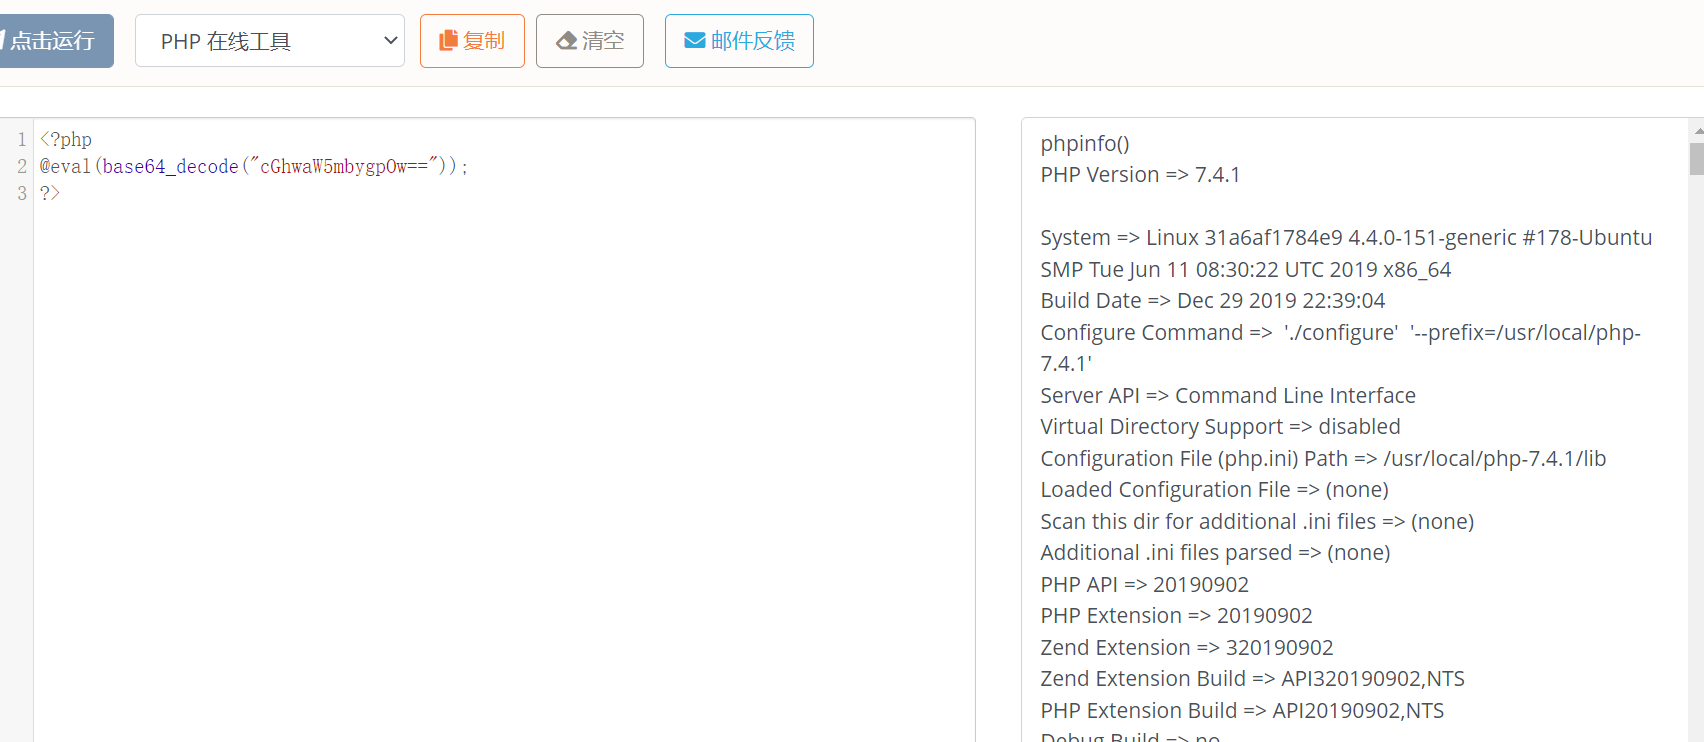 点击运行
PHP 在线工具
复制
清空
邮件反馈
1 <?php
2 @eval(base64_decode("cGhwaW5mbygpOw=="));
3 ?>
phpinfo()
PHP Version => 7.4.1
System => Linux 31a6af1784e9 4.4.0-151-generic #178-Ubuntu
SMP Tue Jun 11 08:30:22 UTC 2019 x86_64
Build Date => Dec 29 2019 22:39:04
Configure Command => './configure' '--prefix=/usr/local/php-
7.4.1'
Server API => Command Line Interface
Virtual Directory Support => disabled
Configuration File (php.ini) Path => /usr/local/php-7.4.1/lib
Loaded Configuration File => (none)
Scan this dir for additional .ini files => (none)
Additional .ini files parsed => (none)
PHP API => 20190902
PHP Extension => 20190902
Zend Extension => 320190902
Zend Extension Build => API320190902,NTS
PHP Extension Build => API20190902,NTS
Debug Build => no